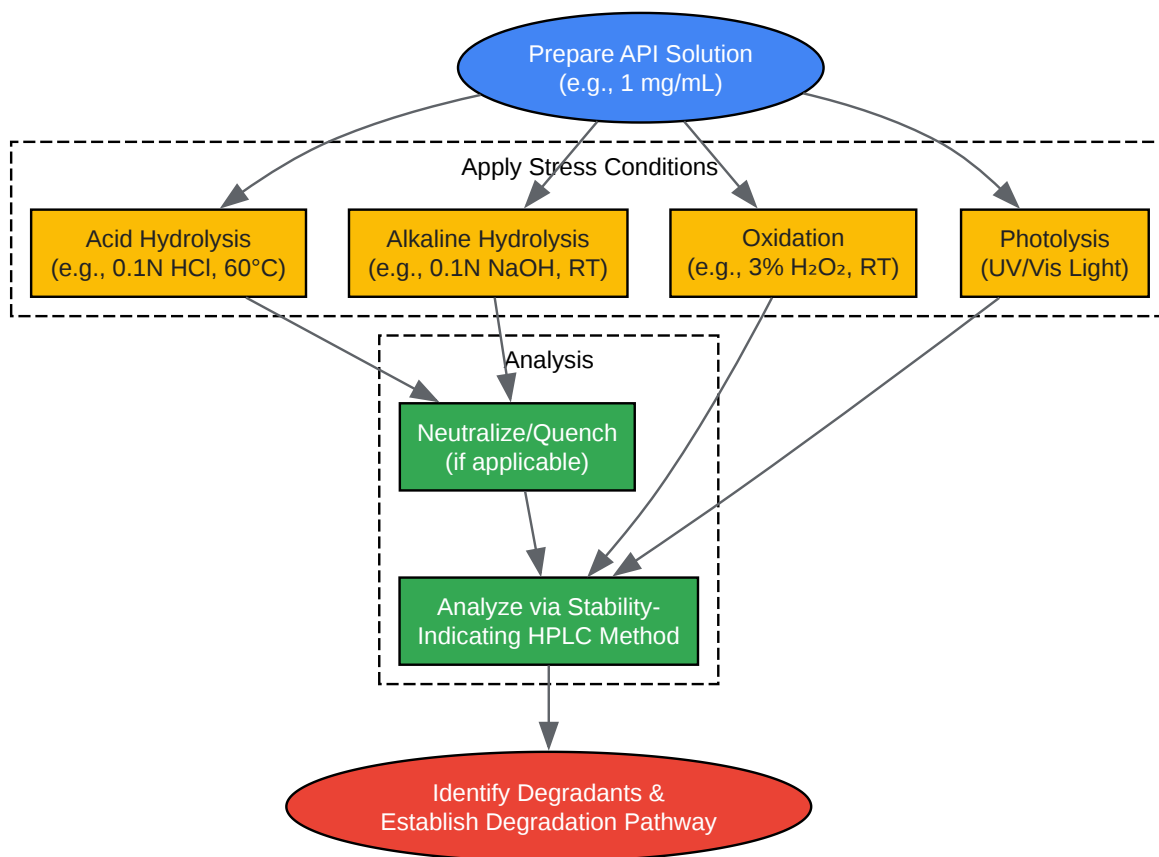 Prepare API Solution
(e.g., 1 mg/mL)
Apply Stress Conditions
Acid Hydrolysis
(e.g., 0.1N HCl, 60°C)
Alkaline Hydrolysis
(e.g., 0.1N NaOH, RT)
Oxidation
(e.g., 3% H₂O₂, RT)
Photolysis
(UV/Vis Light)
Analysis
Neutralize/Quench
(if applicable)
Analyze via Stability-
Indicating HPLC Method
Identify Degradants &
Establish Degradation Pathway